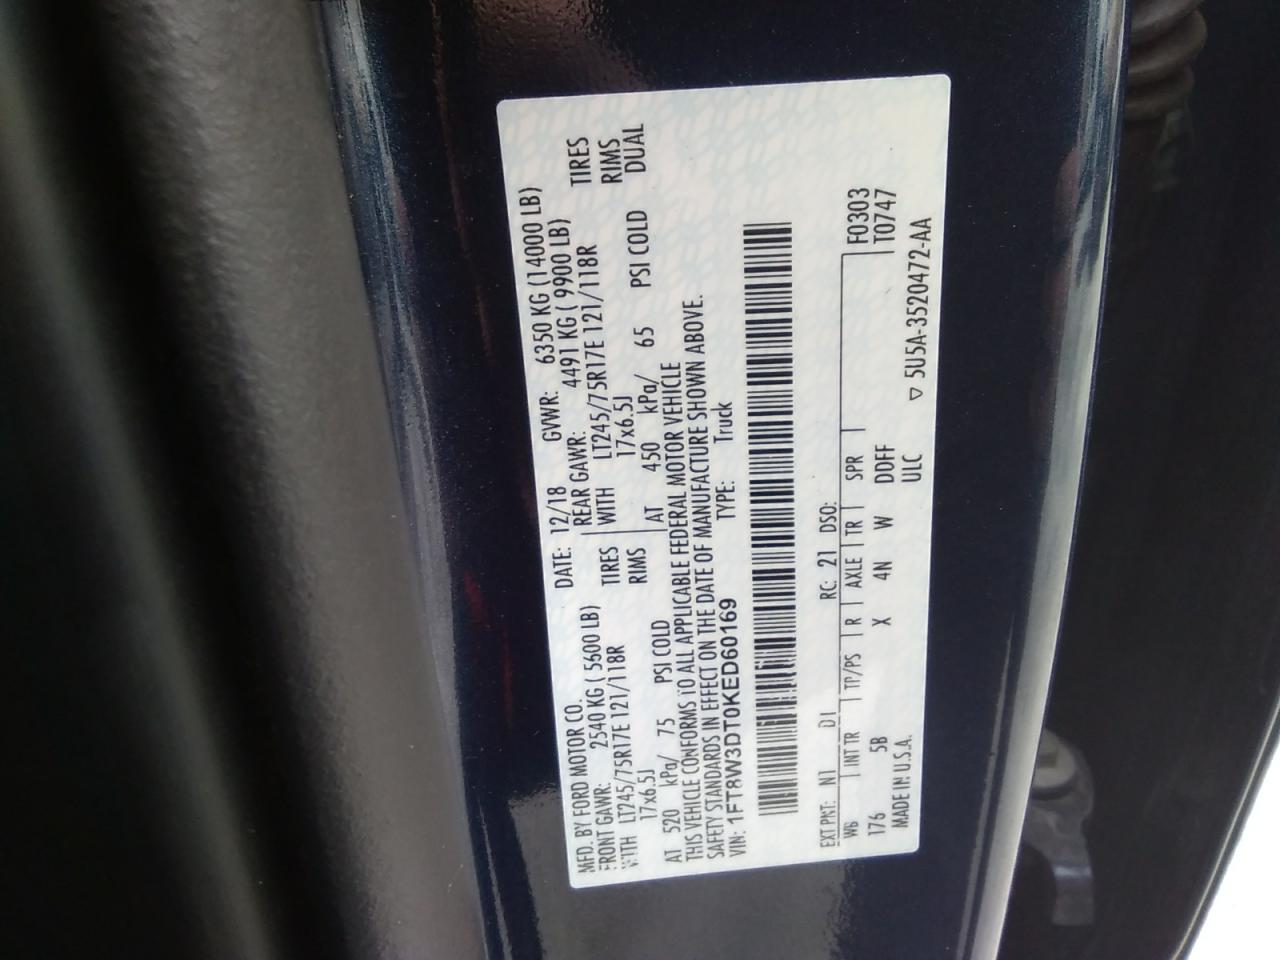 MFD. BY FORD MOTOR CO. DATE: 12/18 GVWR: 6350 KG (14000 LB)
FRONT GAWR: 2540 KG ( 5600 LB) REAR GAWR: 4491 KG ( 9900 LB)
WITH LT245/75R17E 121/118R TIRES WITH LT245/75R17E 121/118R TIRES
17x6.5J RIMS 17x6.5J RIMS
AT 520 kPa/ 75 PSI COLD AT 450 kPa/ 65 PSI COLD DUAL
THIS VEHICLE CONFORMS TO ALL APPLICABLE FEDERAL MOTOR VEHICLE
SAFETY STANDARDS IN EFFECT ON THE DATE OF MANUFACTURE SHOWN ABOVE.
VIN: 1FT8W3DT0KED60169 TYPE: Truck
EXT PNT: N1 D1 RC: 21 DSO: F0303
WB INT TR TP/PS R AXLE TR SPR T0747
176 5B X 4N W DDFF
MADE IN U.S.A. ULC ▽ 5U5A-3520472-AA